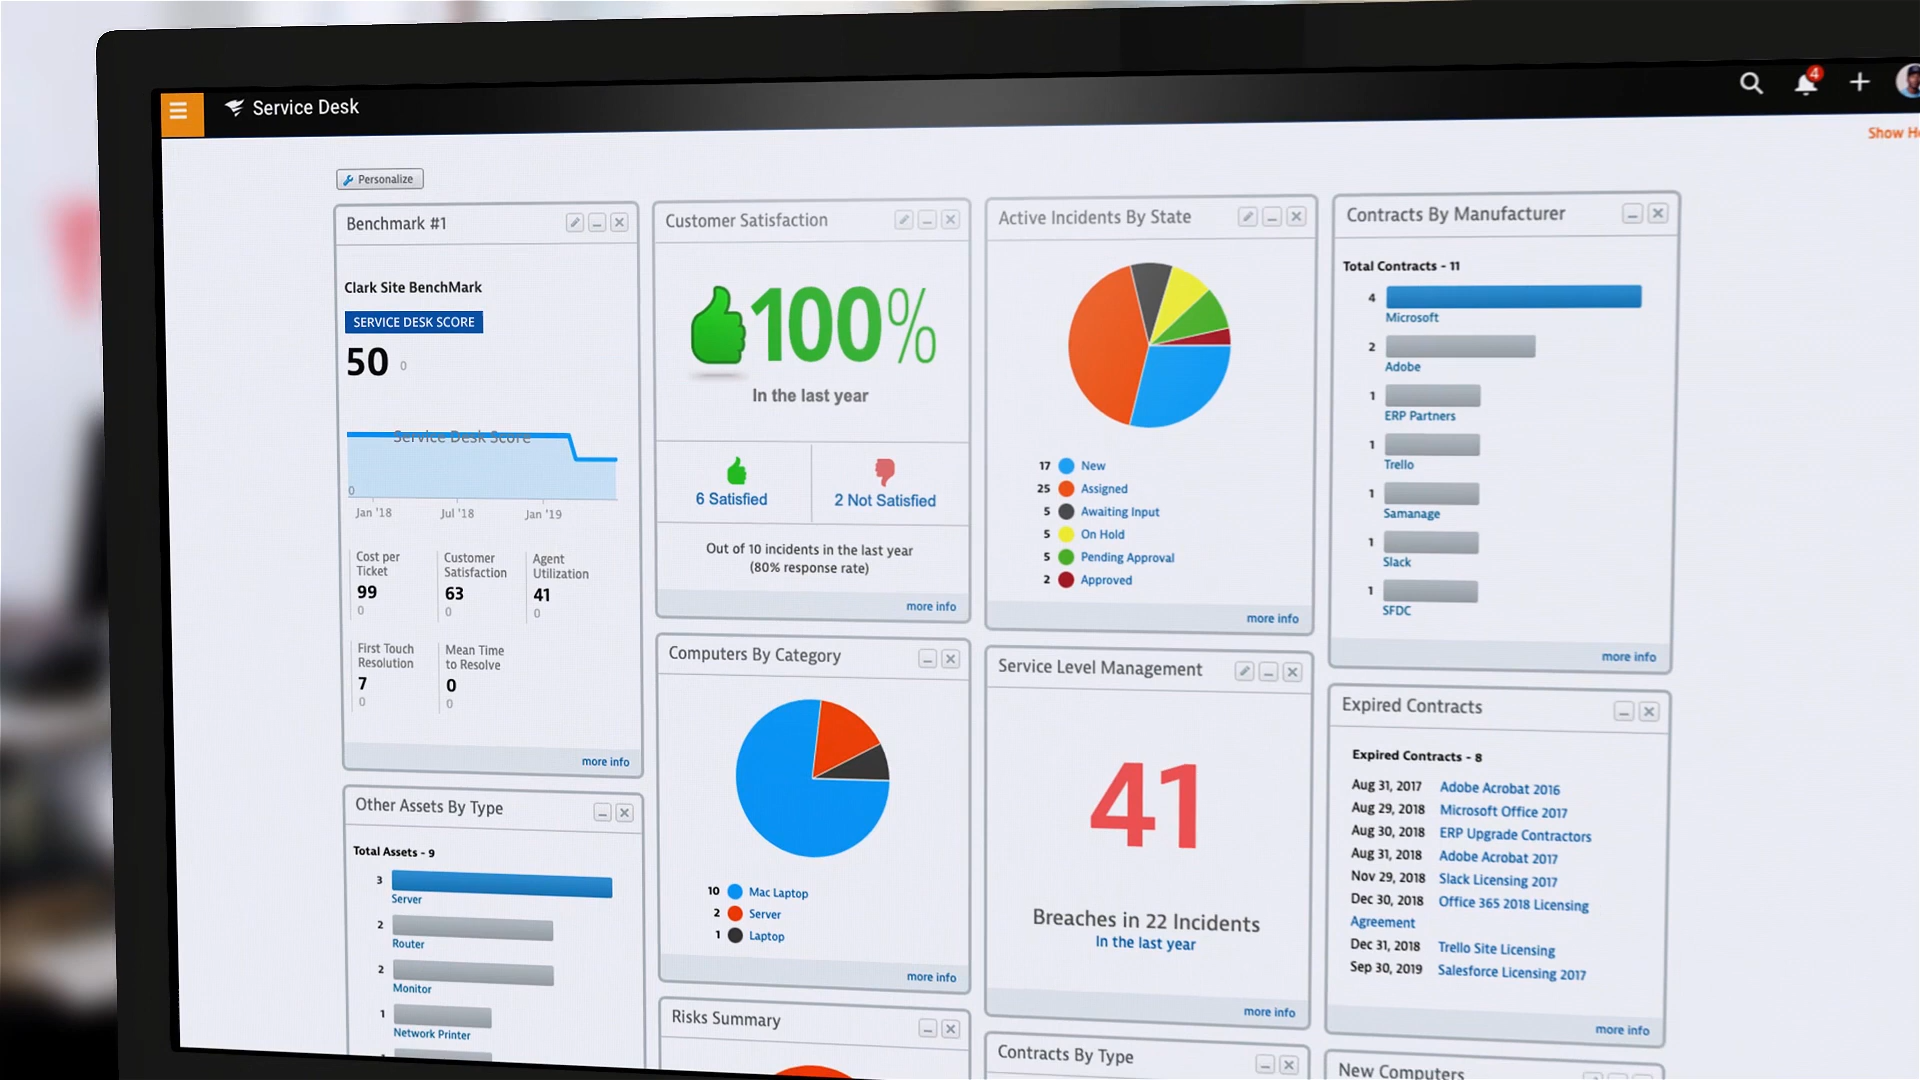 Service Desk
4
Show H
Personalize
Benchmark #1
Clark Site BenchMark
SERVICE DESK SCORE
50 0
Service Desk Score
0
Jan '18 Jul '18 Jan '19
Cost per Ticket
99
0
Customer Satisfaction
63
0
Agent Utilization
41
0
First Touch Resolution
7
0
Mean Time to Resolve
0
0
more info
Other Assets By Type
Total Assets - 9
3
Server
2
Router
2
Monitor
1
Network Printer
Customer Satisfaction
100%
In the last year
6 Satisfied
2 Not Satisfied
Out of 10 incidents in the last year
(80% response rate)
more info
Computers By Category
10 Mac Laptop
2 Server
1 Laptop
more info
Risks Summary
Active Incidents By State
17 New
25 Assigned
5 Awaiting Input
5 On Hold
5 Pending Approval
2 Approved
more info
Service Level Management
41
Breaches in 22 Incidents
In the last year
more info
Contracts By Type
Contracts By Manufacturer
Total Contracts - 11
4
Microsoft
2
Adobe
1
ERP Partners
1
Trello
1
Samanage
1
Slack
1
SFDC
more info
Expired Contracts
Expired Contracts - 8
Aug 31, 2017 Adobe Acrobat 2016
Aug 29, 2018 Microsoft Office 2017
Aug 30, 2018 ERP Upgrade Contractors
Aug 31, 2018 Adobe Acrobat 2017
Nov 29, 2018 Slack Licensing 2017
Dec 30, 2018 Office 365 2018 Licensing
Agreement
Dec 31, 2018 Trello Site Licensing
Sep 30, 2019 Salesforce Licensing 2017
more info
New Computers